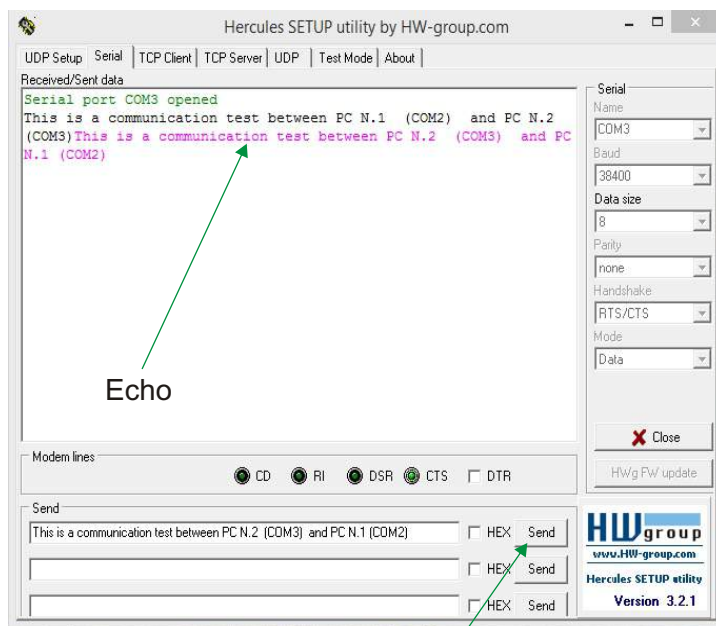 Hercules SETUP utility by HW-group.com
UDP Setup Serial TCP Client TCP Server UDP Test Mode About
Received/Sent data
Serial port COM3 opened
This is a communication test between PC N.1 (COM2) and PC N.2
(COM3)This is a communication test between PC N.2 (COM3) and PC
N.1 (COM2)
Echo
Serial
Name
COM3
Baud
38400
Data size
8
Parity
none
Handshake
RTS/CTS
Mode
Data
Close
HWg FW update
Modem lines
CD RI DSR CTS DTR
Send
This is a communication test between PC N.2 (COM3) and PC N.1 (COM2) HEX Send
HEX Send
HEX Send
HWgroup
www.HW-group.com
Hercules SETUP utility
Version 3.2.1